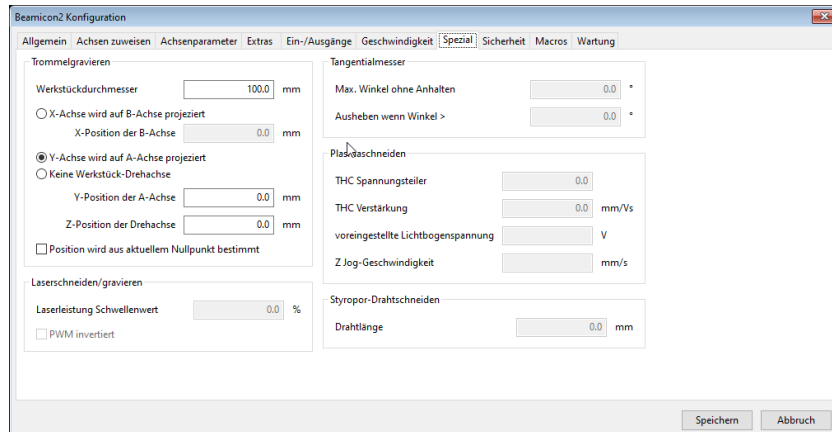 Beamicon2 Konfiguration
Allgemein Achsen zuweisen Achsenparameter Extras Ein-/Ausgänge Geschwindigkeit Spezial Sicherheit Macros Wartung
Trommelgravieren
Werkstückdurchmesser 100.0 mm
X-Achse wird auf B-Achse projiziert
X-Position der B-Achse 0.0 mm
Y-Achse wird auf A-Achse projiziert
Keine Werkstück-Drehachse
Y-Position der A-Achse 0.0 mm
Z-Position der Drehachse 0.0 mm
Position wird aus aktuellem Nullpunkt bestimmt
Laserschneiden/gravieren
Laserleistung Schwellenwert 0.0 %
PWM invertiert
Tangentialmesser
Max. Winkel ohne Anhalten 0.0 °
Ausheben wenn Winkel > 0.0 °
Plasmaschneiden
THC Spannungsteiler 0.0
THC Verstärkung 0.0 mm/Vs
voreingestellte Lichtbogenspannung V
Z Jog-Geschwindigkeit mm/s
Styropor-Drahtschneiden
Drahtlänge 0.0 mm
Speichern Abbruch